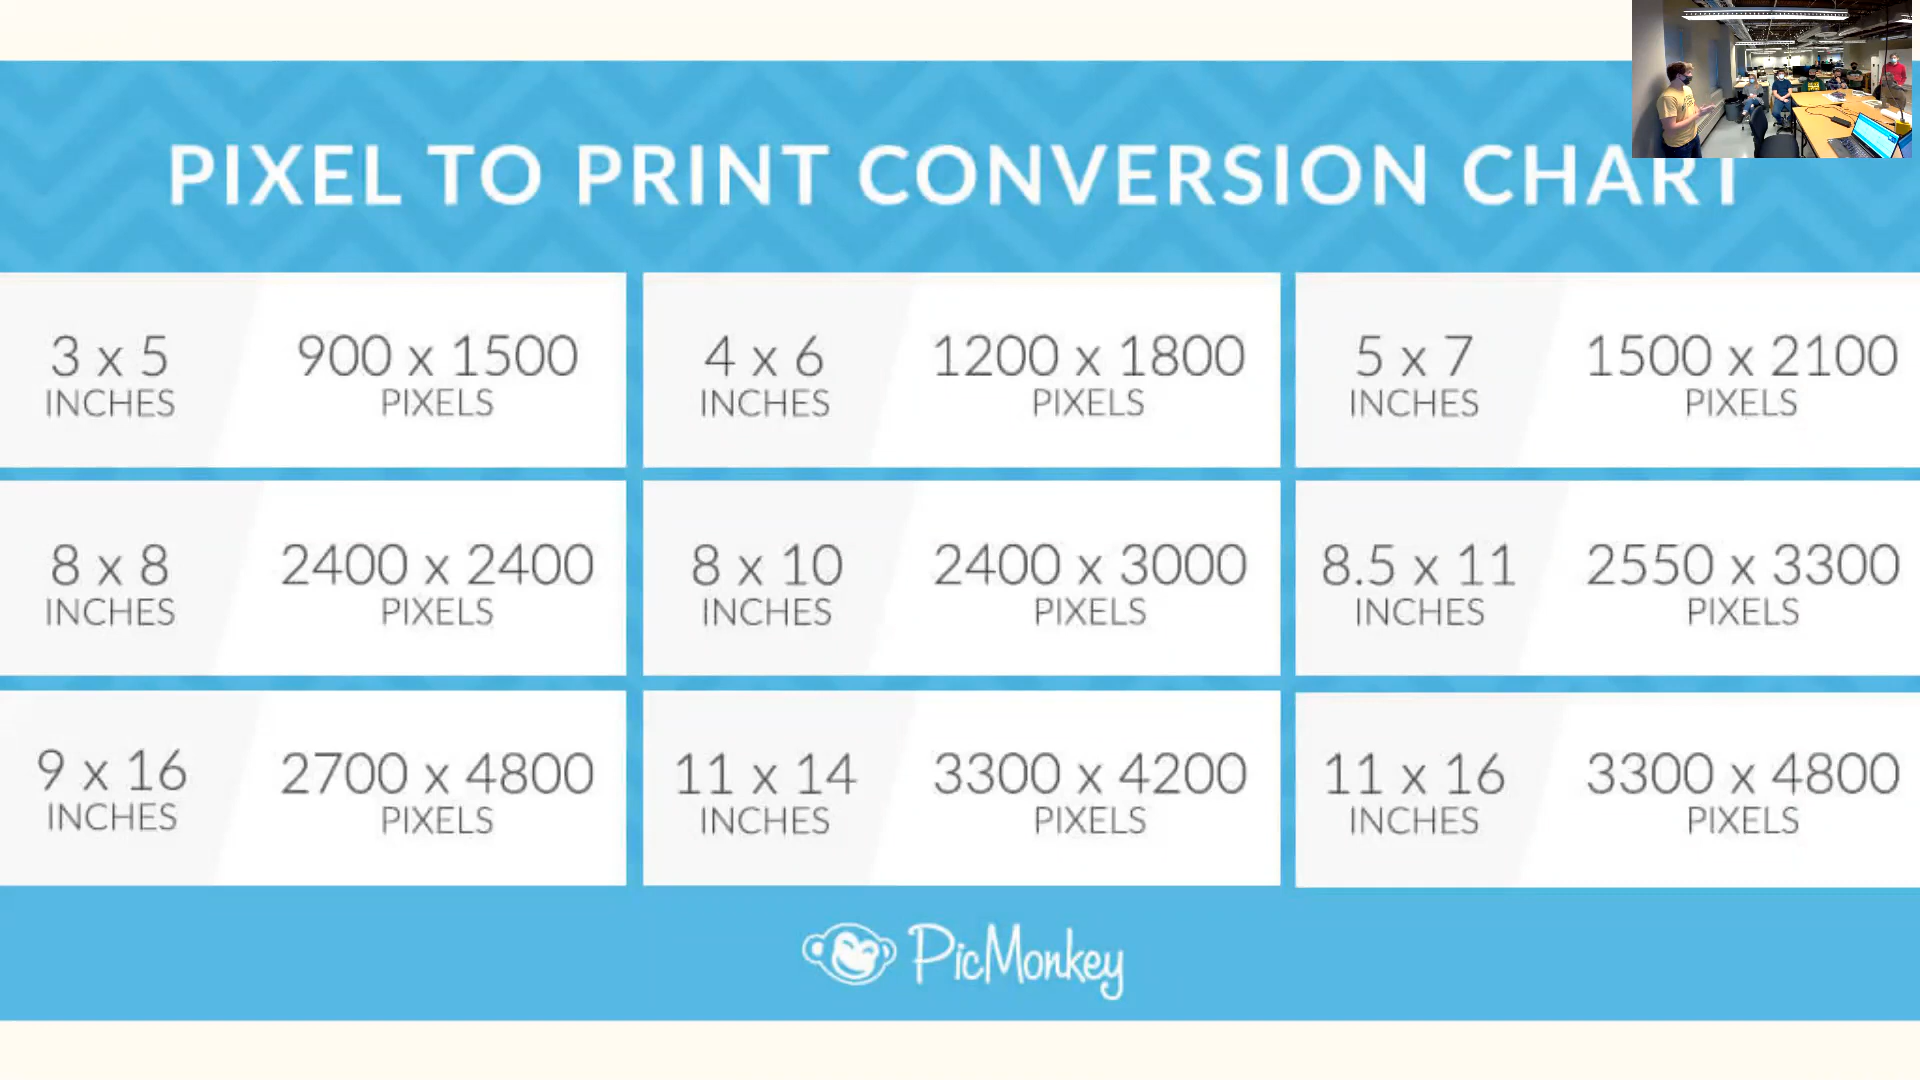 PIXEL TO PRINT CONVERSION CHART
3 x 5
INCHES
900 x 1500
PIXELS
4 x 6
INCHES
1200 x 1800
PIXELS
5 x 7
INCHES
1500 x 2100
PIXELS
8 x 8
INCHES
2400 x 2400
PIXELS
8 x 10
INCHES
2400 x 3000
PIXELS
8.5 x 11
INCHES
2550 x 3300
PIXELS
9 x 16
INCHES
2700 x 4800
PIXELS
11 x 14
INCHES
3300 x 4200
PIXELS
11 x 16
INCHES
3300 x 4800
PIXELS
PicMonkey